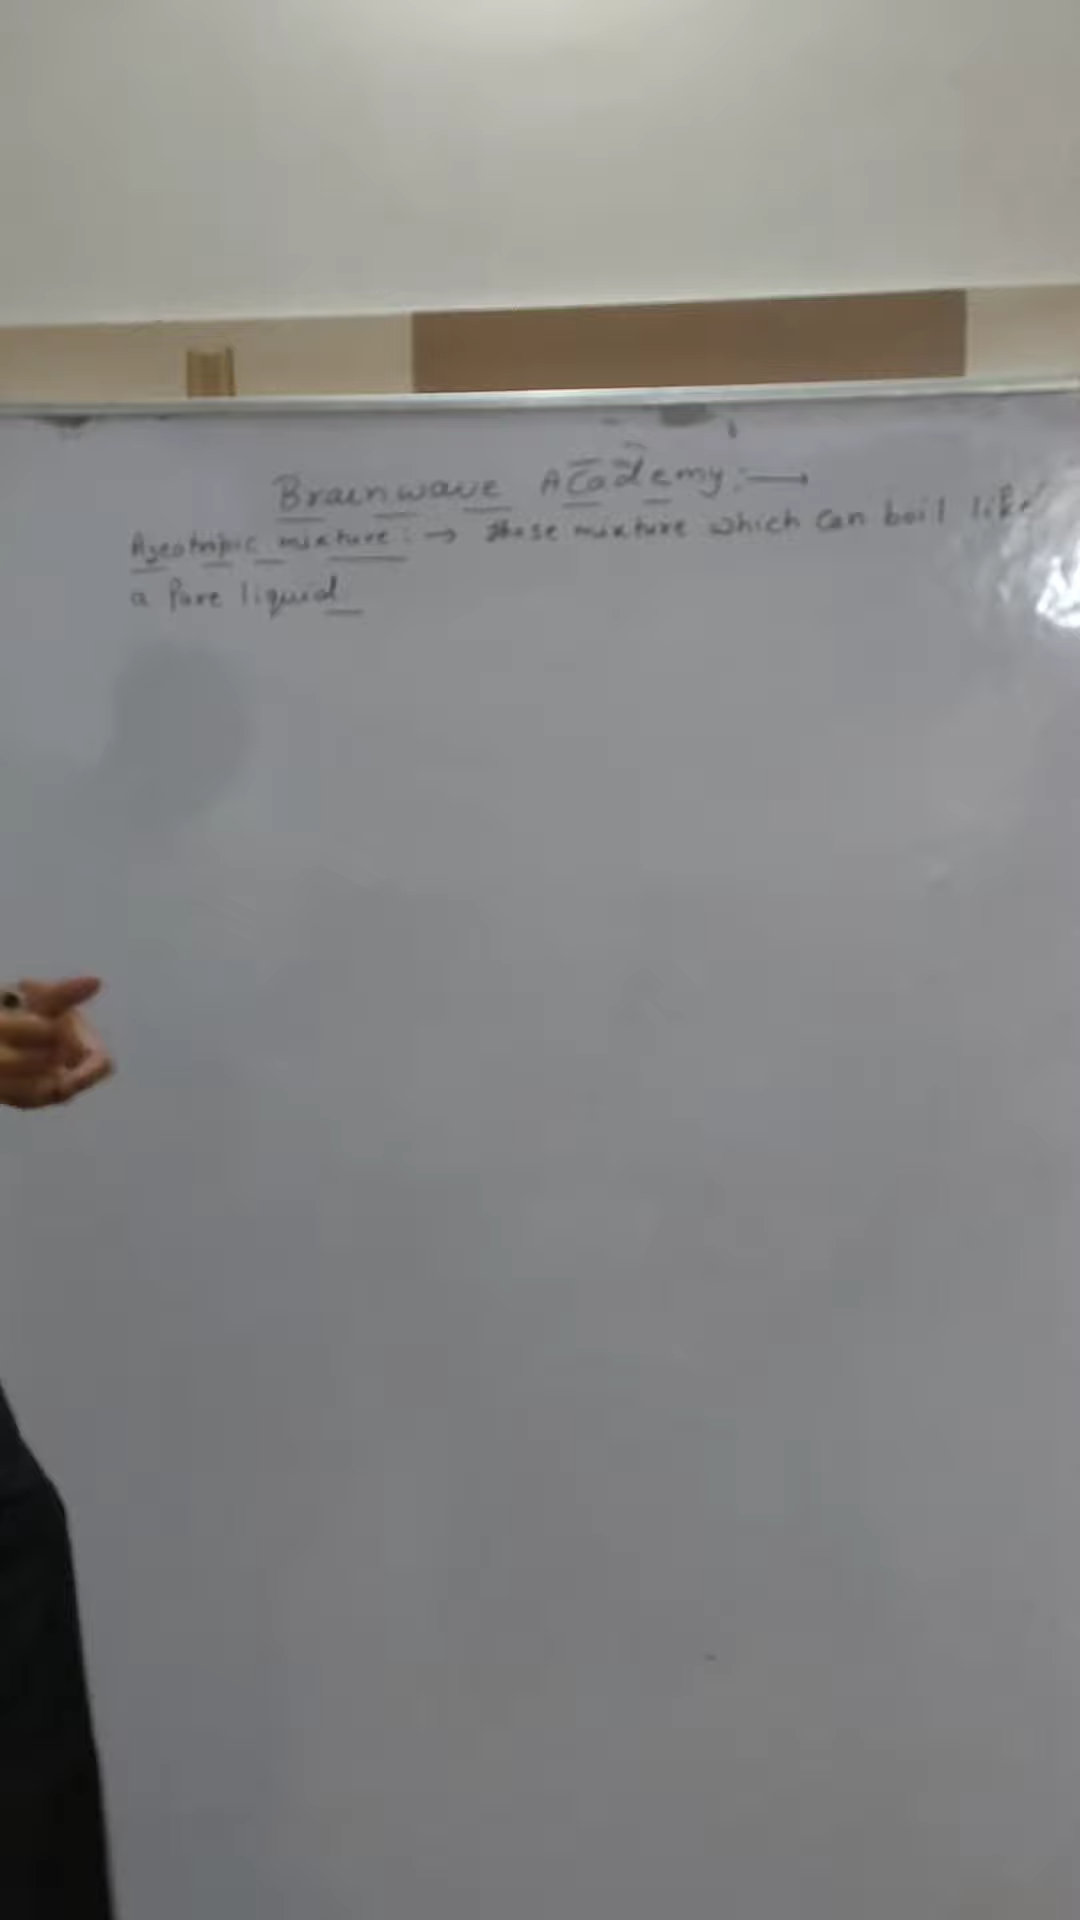 Brainwave Academy:→
Azeotropic mixture:→ those mixture which can boil like
a Pure liquid